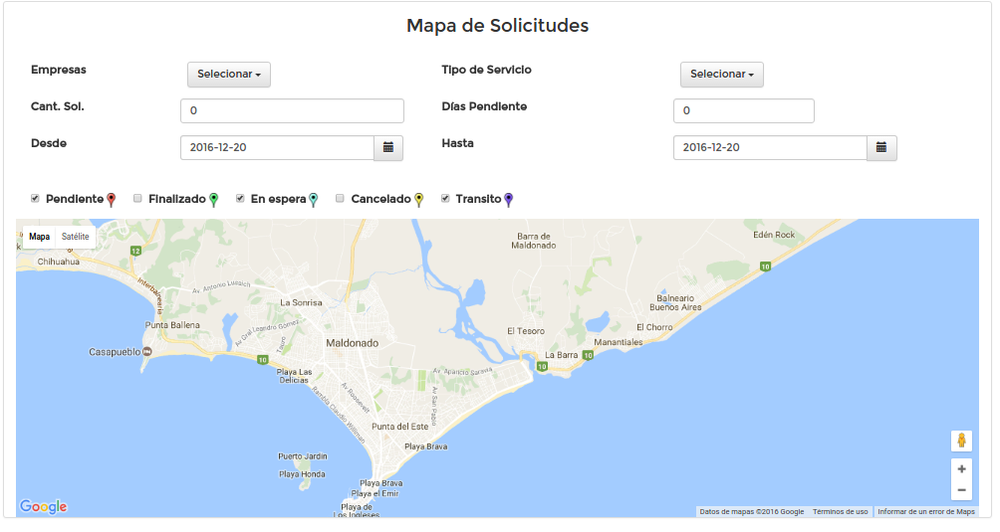 Mapa de Solicitudes
Empresas
Selecionar
Tipo de Servicio
Selecionar
Cant. Sol.
0
Días Pendiente
0
Desde
2016-12-20
Hasta
2016-12-20
Pendiente
Finalizado
En espera
Cancelado
Transito
Mapa
Satélite
Chihuahua
12
Interbalnearia
Av. Antonio Lussich
Barra de
Maldonado
Edén Rock
10
La Sonrisa
Balneario
Buenos Aires
Punta Ballena
Av Gral Leandro Gómez
Tauro
El Tesoro
El Chorro
Manantiales
Maldonado
Casapueblo
10
La Barra
10
10
Playa Las
Delicias
Av. Aparicio Saravia
Av Roosevelt
Av San Pablo
Rambla Claudio Williman
Punta del Este
Playa Brava
Puerto Jardin
Playa Honda
Playa Brava
Playa el Emir
Playa de
Los Ingleses
+
−
Google
Datos de mapas ©2016 Google
Términos de uso
Informar de un error de Maps